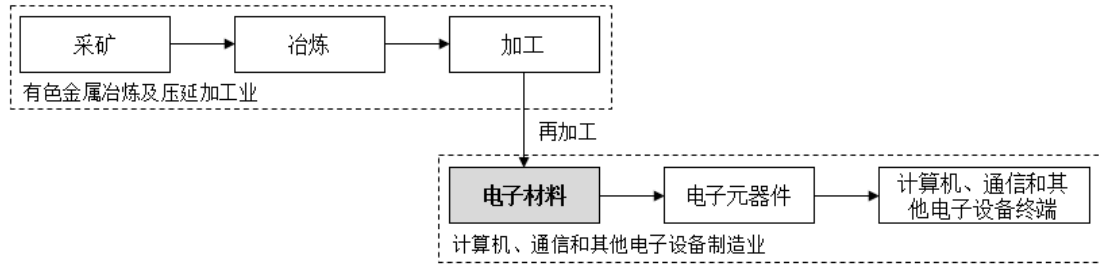 采矿
冶炼
加工
有色金属冶炼及压延加工业
再加工
电子材料
电子元器件
计算机、通信和其
他电子设备终端
计算机、通信和其他电子设备制造业